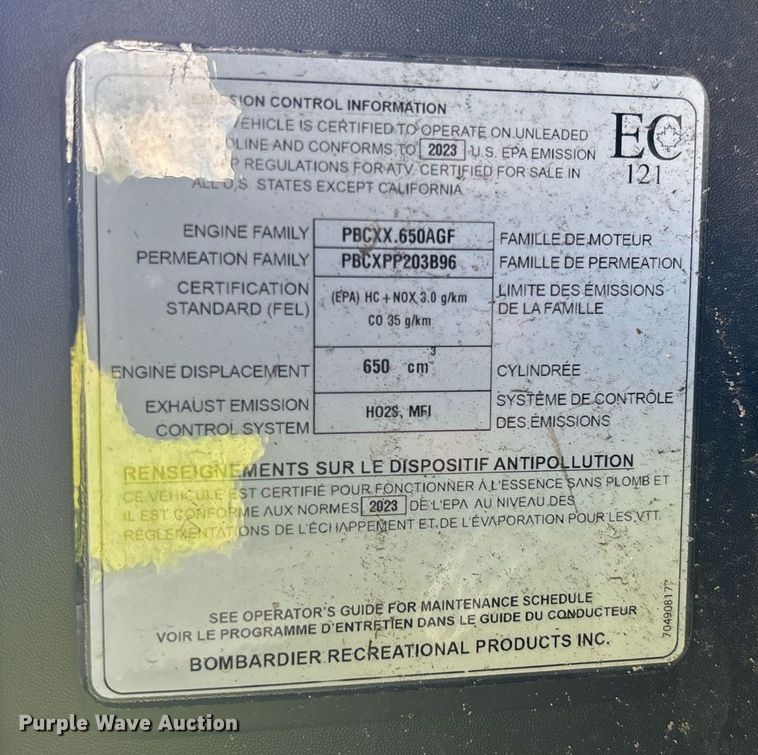 EMISSION CONTROL INFORMATION
VEHICLE IS CERTIFIED TO OPERATE ON UNLEADED
AND CONFORMS TO 2023 U.S. EPA EMISSION
REGULATIONS FOR ATV CERTIFIED FOR SALE IN
ALL U.S. STATES EXCEPT CALIFORNIA
EC
121
ENGINE FAMILY PBCXX.650AGF FAMILLE DE MOTEUR
PERMEATION FAMILY PBCXPP203B96 FAMILLE DE PERMEATION
CERTIFICATION
STANDARD (FEL)
(EPA) HC + NOX 3.0 g/km
CO 35 g/km
LIMITE DES ÉMISSIONS
DE LA FAMILLE
ENGINE DISPLACEMENT 650 cm³ CYLINDRÉE
EXHAUST EMISSION
CONTROL SYSTEM
HO2S, MFI
SYSTÈME DE CONTRÔLE
DES ÉMISSIONS
RENSEIGNEMENTS SUR LE DISPOSITIF ANTIPOLLUTION
CE VÉHICULE EST CERTIFIÉ POUR FONCTIONNER À L'ESSENCE SANS PLOMB ET
IL EST CONFORME AUX NORMES 2023 DE L'EPA AU NIVEAU DES
RÉGLEMENTATIONS DE L'ÉCHAPPEMENT ET DE L'ÉVAPORATION POUR LES VTT.
SEE OPERATOR'S GUIDE FOR MAINTENANCE SCHEDULE
VOIR LE PROGRAMME D'ENTRETIEN DANS LE GUIDE DU CONDUCTEUR
BOMBARDIER RECREATIONAL PRODUCTS INC.
704908177
Purple Wave Auction